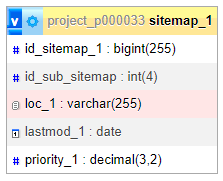 v project_p000033 sitemap_1
# id_sitemap_1 : bigint(255)
# id_sub_sitemap : int(4)
loc_1 : varchar(255)
lastmod_1 : date
# priority_1 : decimal(3,2)